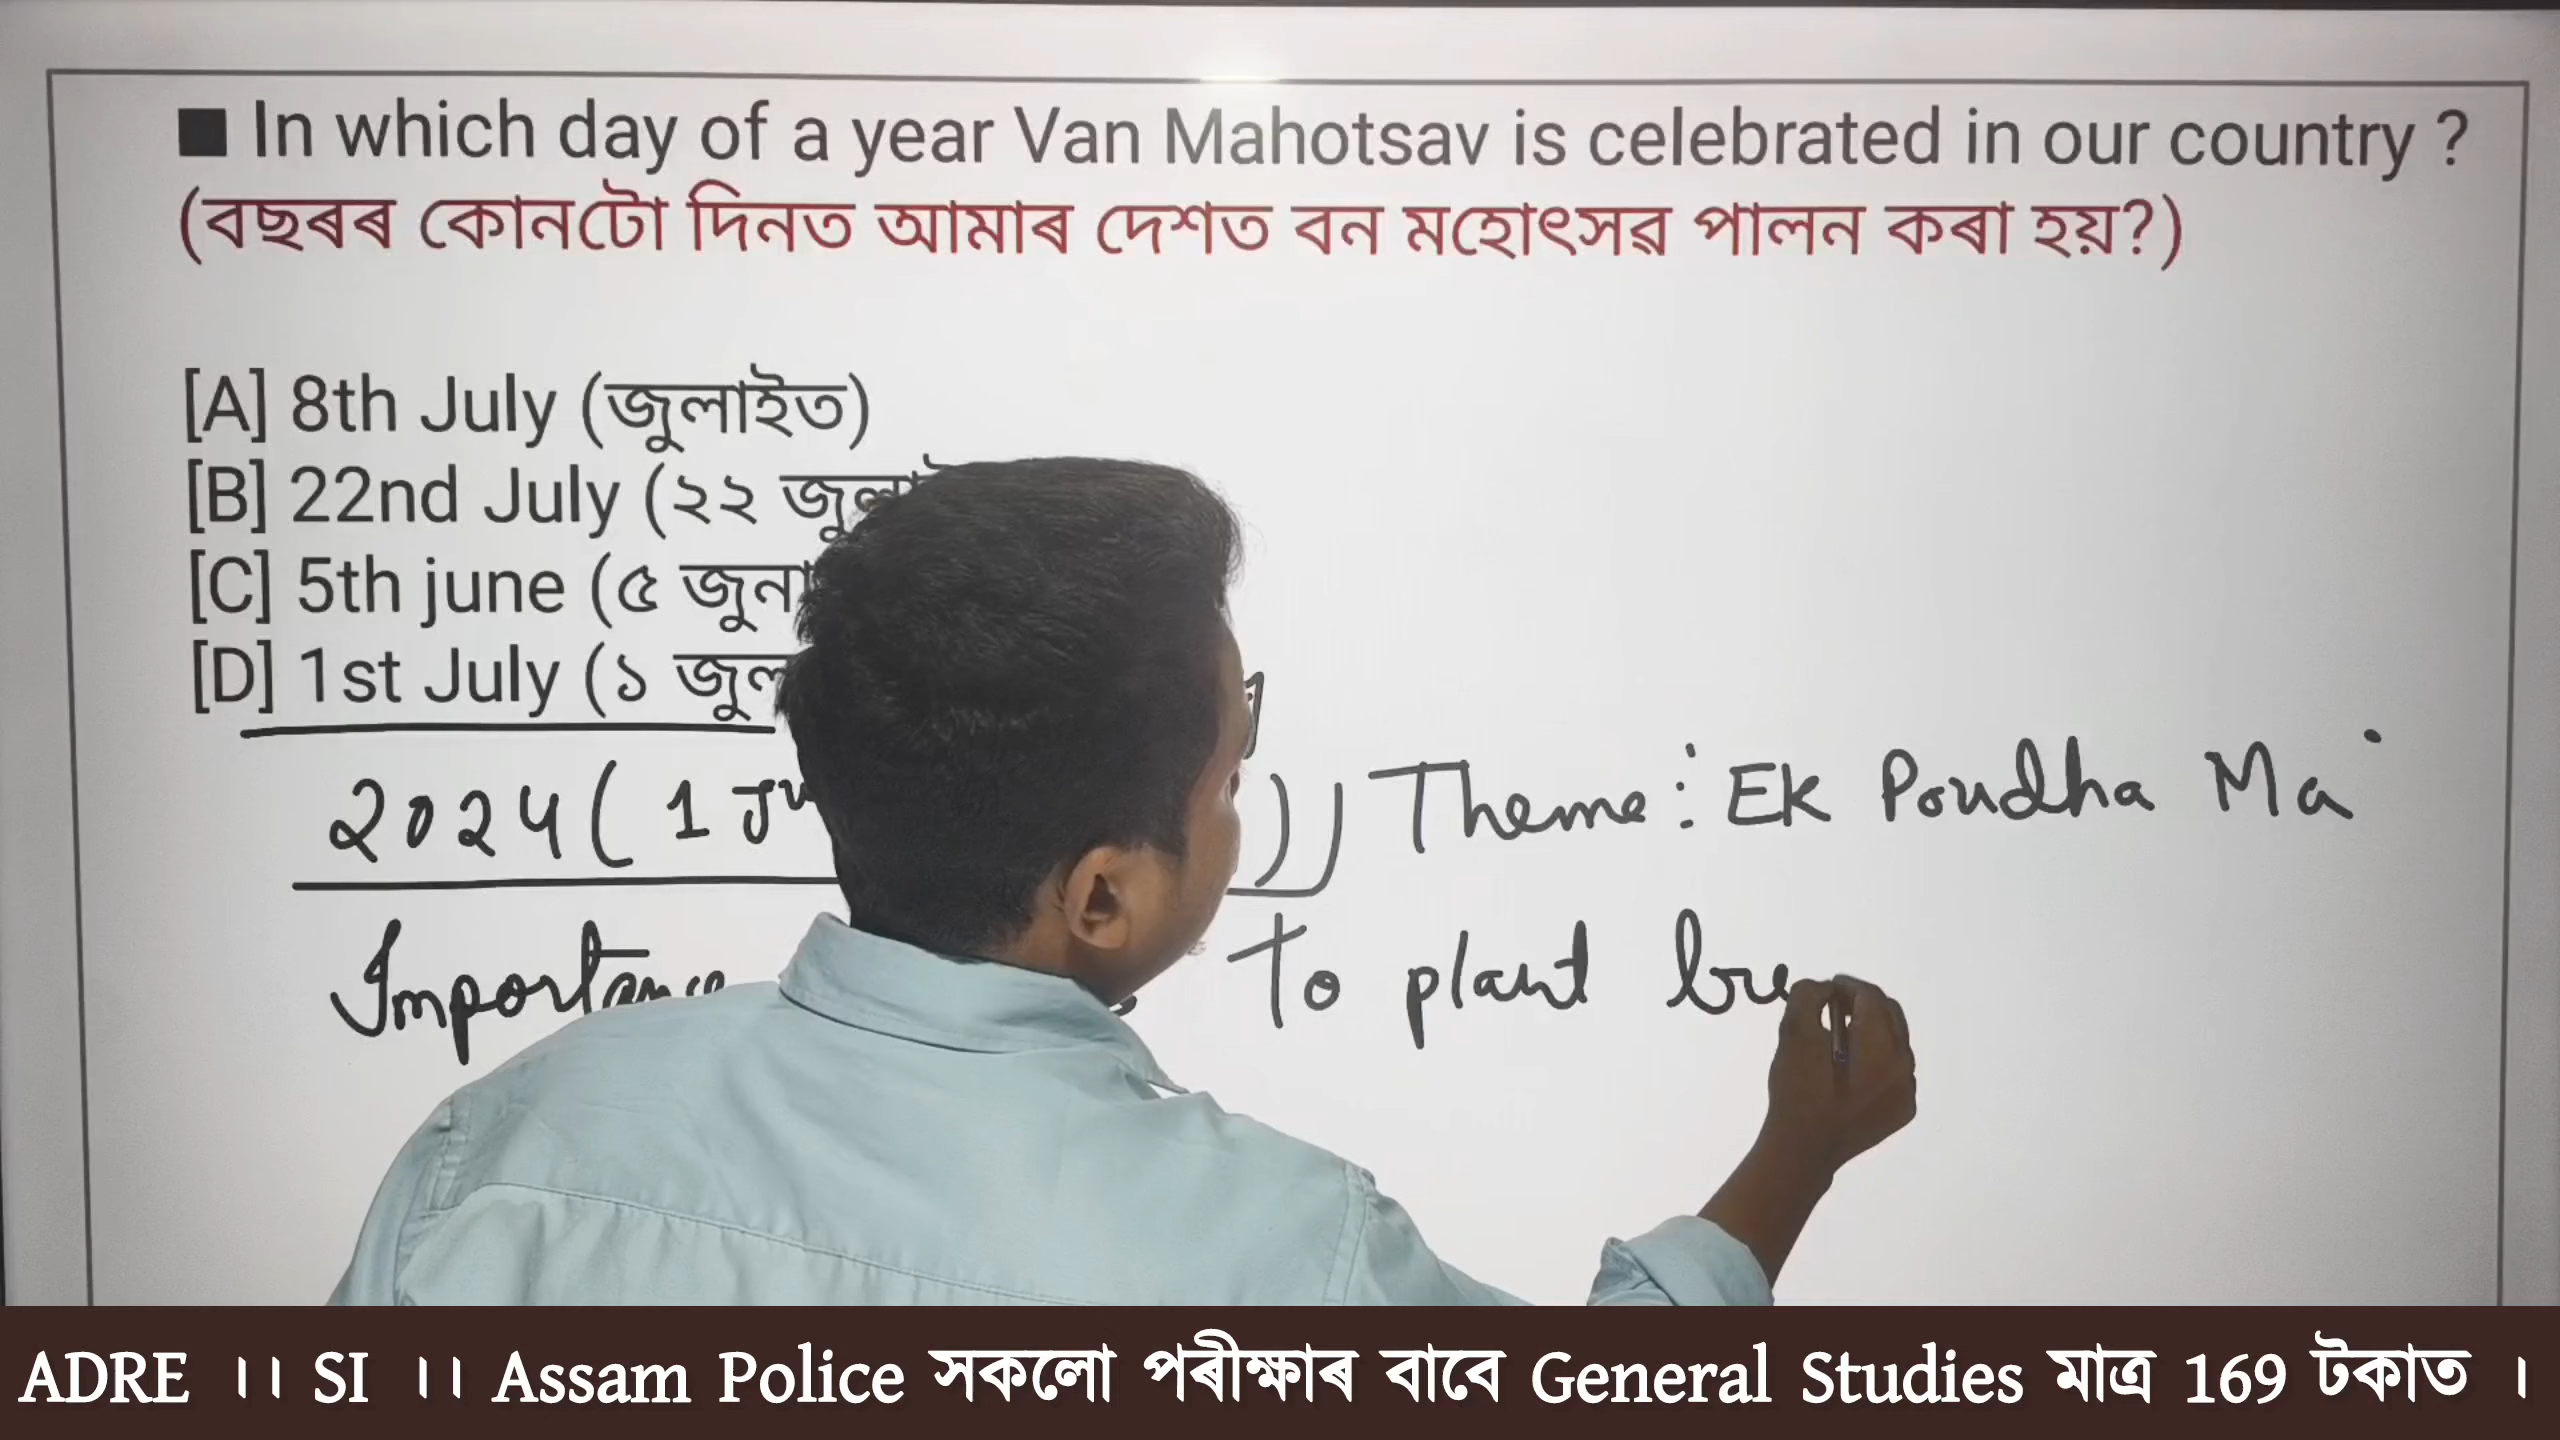 ■ In which day of a year Van Mahotsav is celebrated in our country ?
(বছৰৰ কোনটো দিনত আমাৰ দেশত বন মহোৎসৱ পালন কৰা হয়?)
[A] 8th July (জুলাইত)
[B] 22nd July (২২
[C] 5th june (৫
[D] 1st July (১
2024 ( 1 ) Theme : EK Poudha Ma
To plant
ADRE ।। SI ।। Assam Police সকলো পৰীক্ষাৰ বাবে General Studies মাত্ৰ 169 টকাত ।